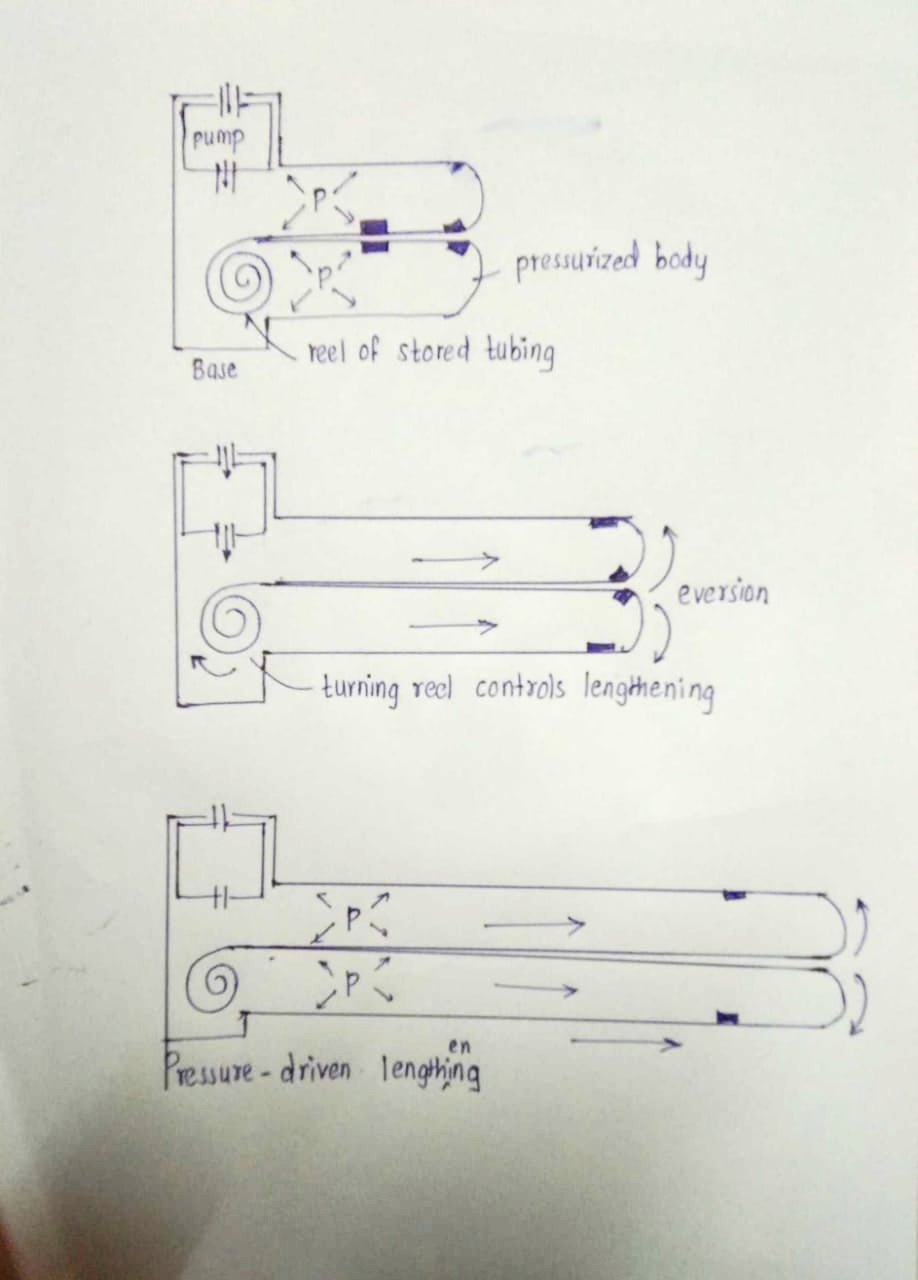 pump
P
P
pressurized body
reel of stored tubing
Base
eversion
turning reel controls lengthening
P
P
en
Pressure - driven lengthing